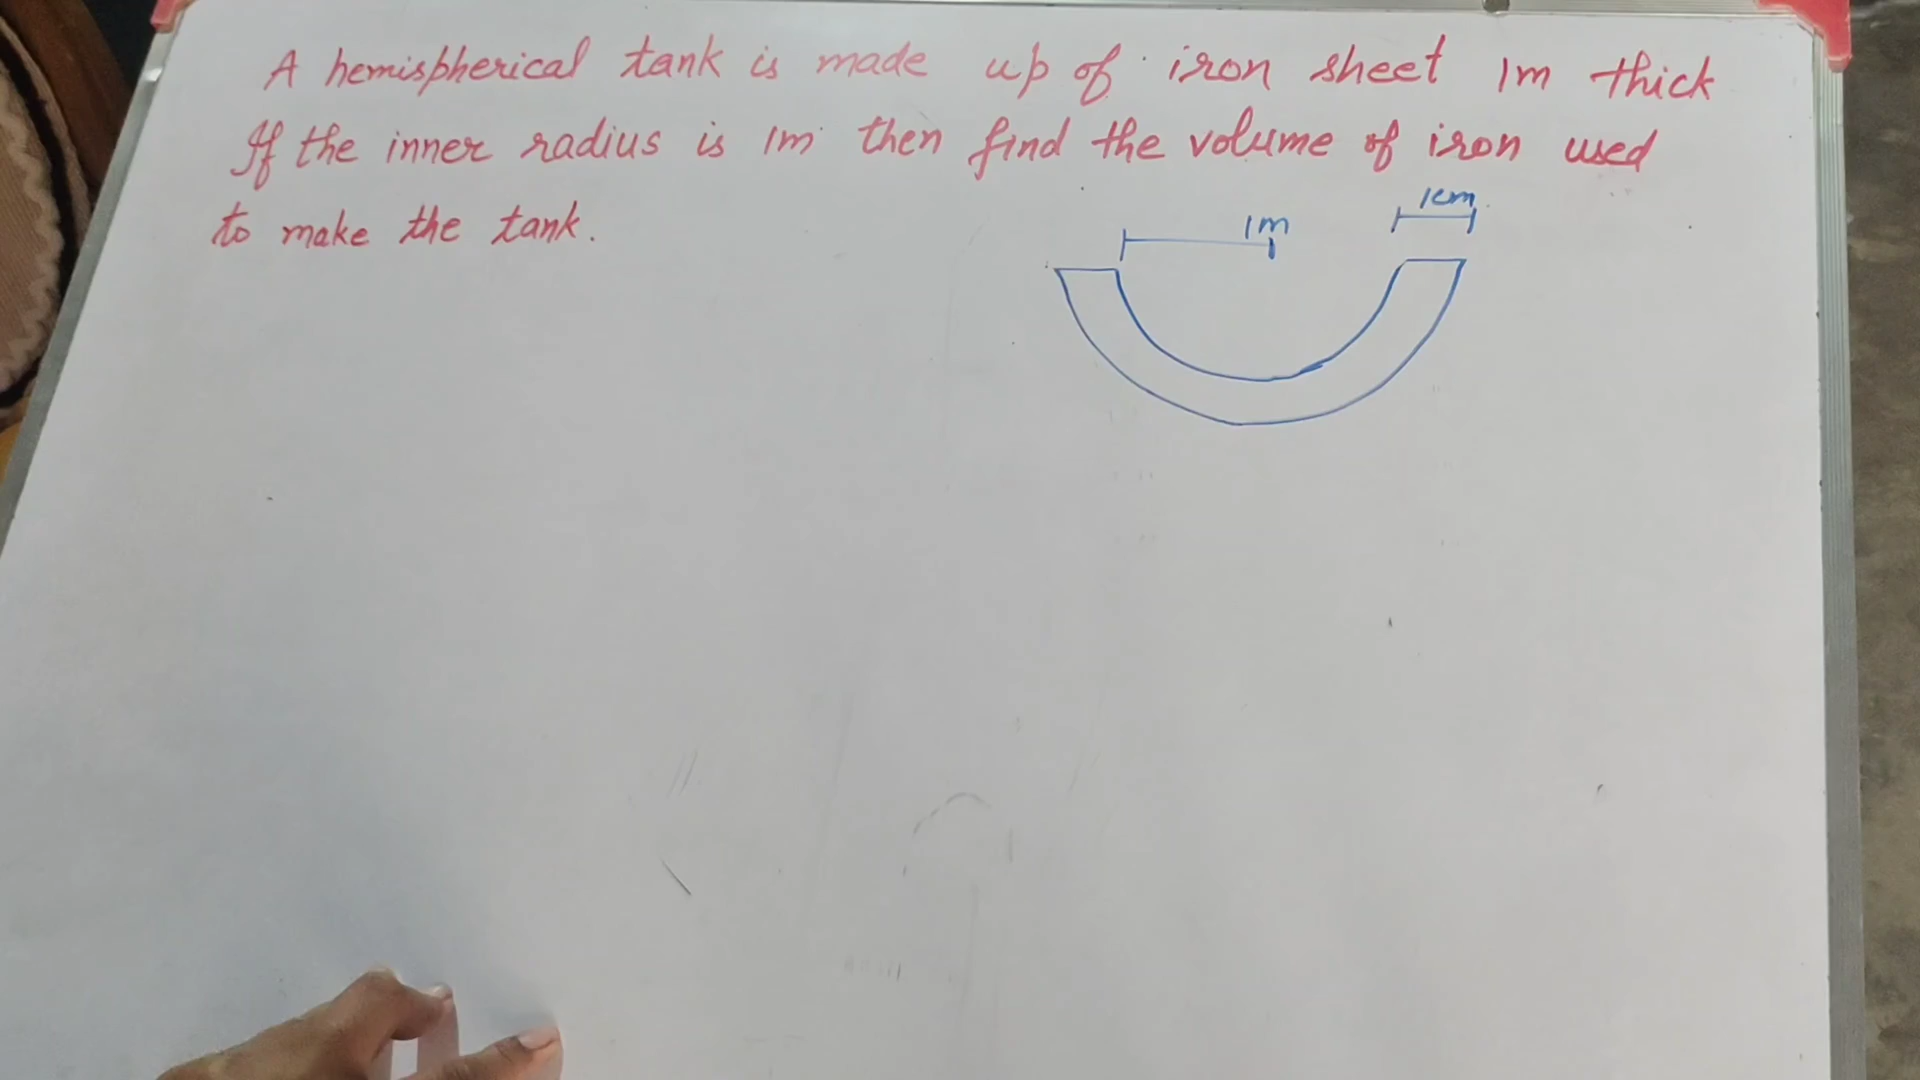 A hemispherical tank is made up of iron sheet 1m thick
If the inner radius is 1m then find the volume of iron used
to make the tank.
1cm
1m